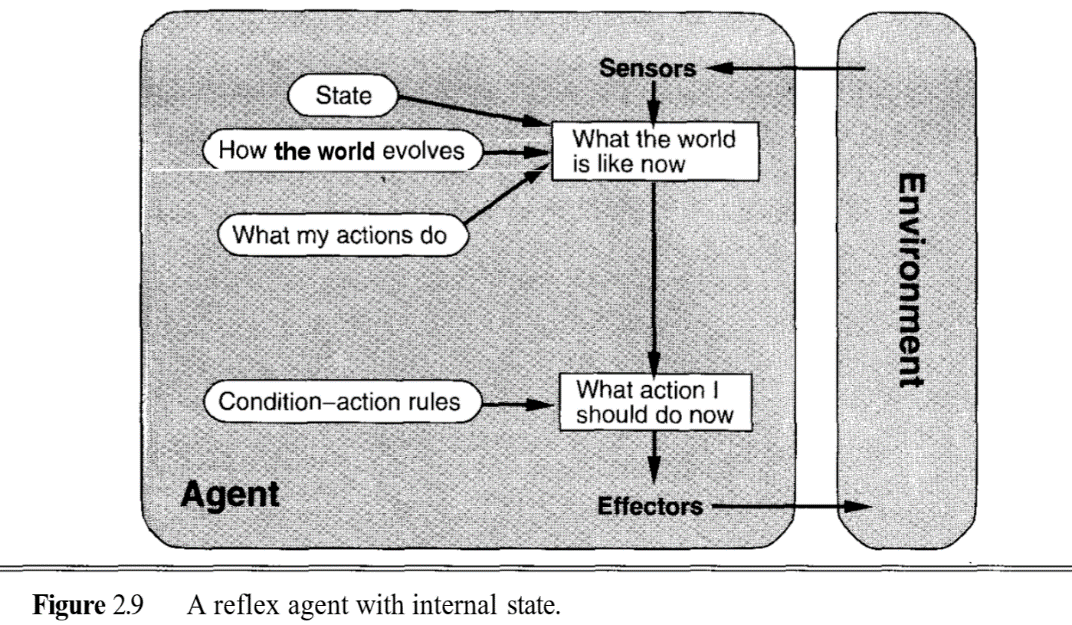 Sensors
State
What the world
is like now
How the world evolves
What my actions do
Environment
Condition–action rules
What action I
should do now
Agent
Effectors
Figure 2.9 A reflex agent with internal state.